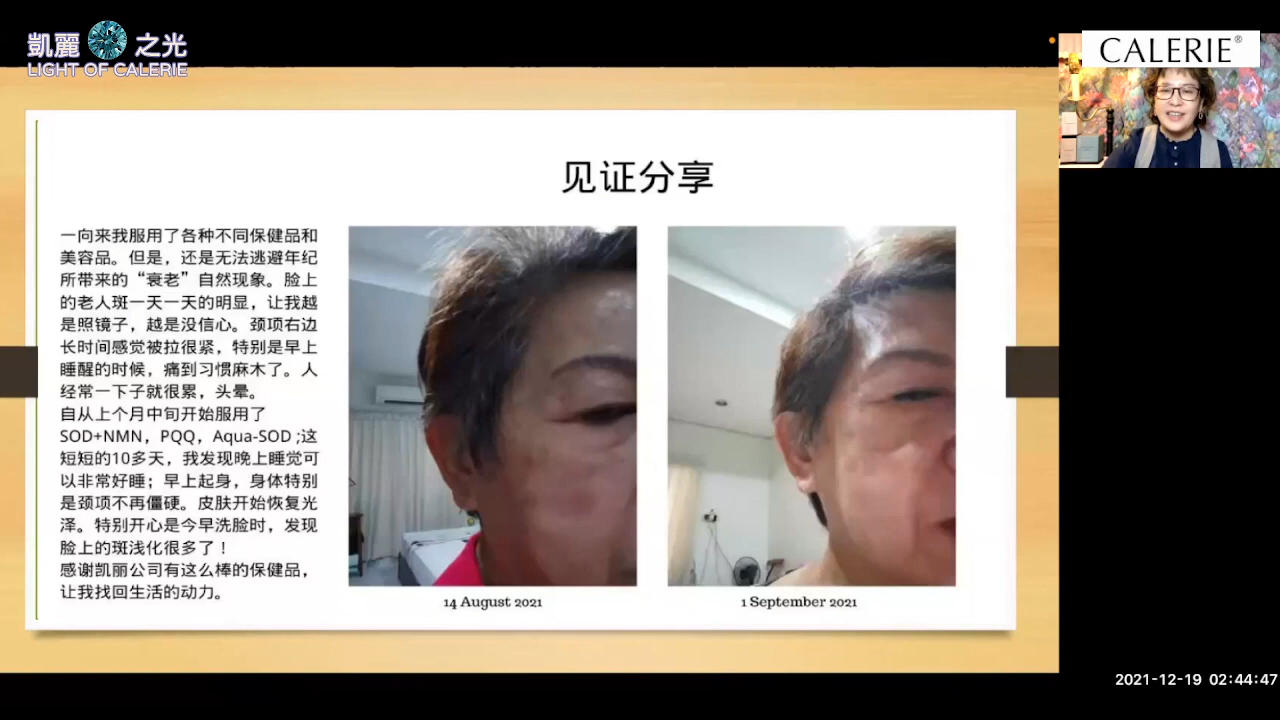 凱麗 之光
LIGHT OF CALERIE
CALERIE®
见证分享
一向来我服用了各种不同保健品和
美容品。但是，还是无法逃避年纪
所带来的“衰老”自然现象。脸上
的老人斑一天一天的明显，让我越
是照镜子，越是没信心。颈项右边
长时间感觉被拉很紧，特别是早上
睡醒的时候，痛到习惯麻木了。人
经常一下子就很累，头晕。
自从上个月中旬开始服用了
SOD+NMN，PQQ，Aqua-SOD ;这
短短的10多天，我发现晚上睡觉可
以非常好睡；早上起身，身体特别
是颈项不再僵硬。皮肤开始恢复光
泽。特别开心是今早洗脸时，发现
脸上的斑浅化很多了！
感谢凯丽公司有这么棒的保健品，
让我找回生活的动力。
14 August 2021
1 September 2021
2021-12-19 02:44:47